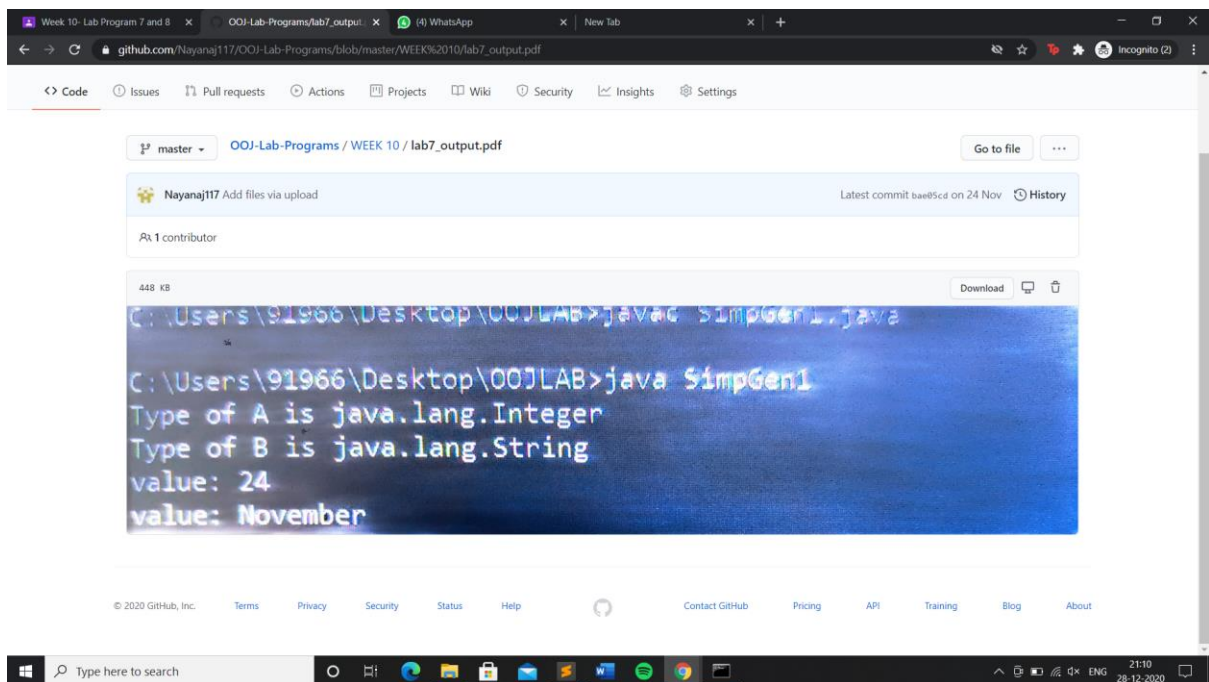 Week 10- Lab Program 7 and 8
OOJ-Lab-Programs/lab7_output.
(4) WhatsApp
New Tab
github.com/Nayanaj117/OOJ-Lab-Programs/blob/master/WEEK%2010/lab7_output.pdf
Tp
Incognito (2)
<> Code
Issues
Pull requests
Actions
Projects
Wiki
Security
Insights
Settings
master
OOJ-Lab-Programs / WEEK 10 / lab7_output.pdf
Go to file
...
Nayanaj117 Add files via upload
Latest commit bae05cd on 24 Nov
History
1 contributor
448 KB
Download
C:\Users\91966\Desktop\OOJLAB>javac SimpGen1.java
C:\Users\91966\Desktop\OOJLAB>java SimpGen1
Type of A is java.lang.Integer
Type of B is java.lang.String
value: 24
value: November
© 2020 GitHub, Inc.
Terms
Privacy
Security
Status
Help
Contact GitHub
Pricing
API
Training
Blog
About
Type here to search
ENG
21:10
28-12-2020